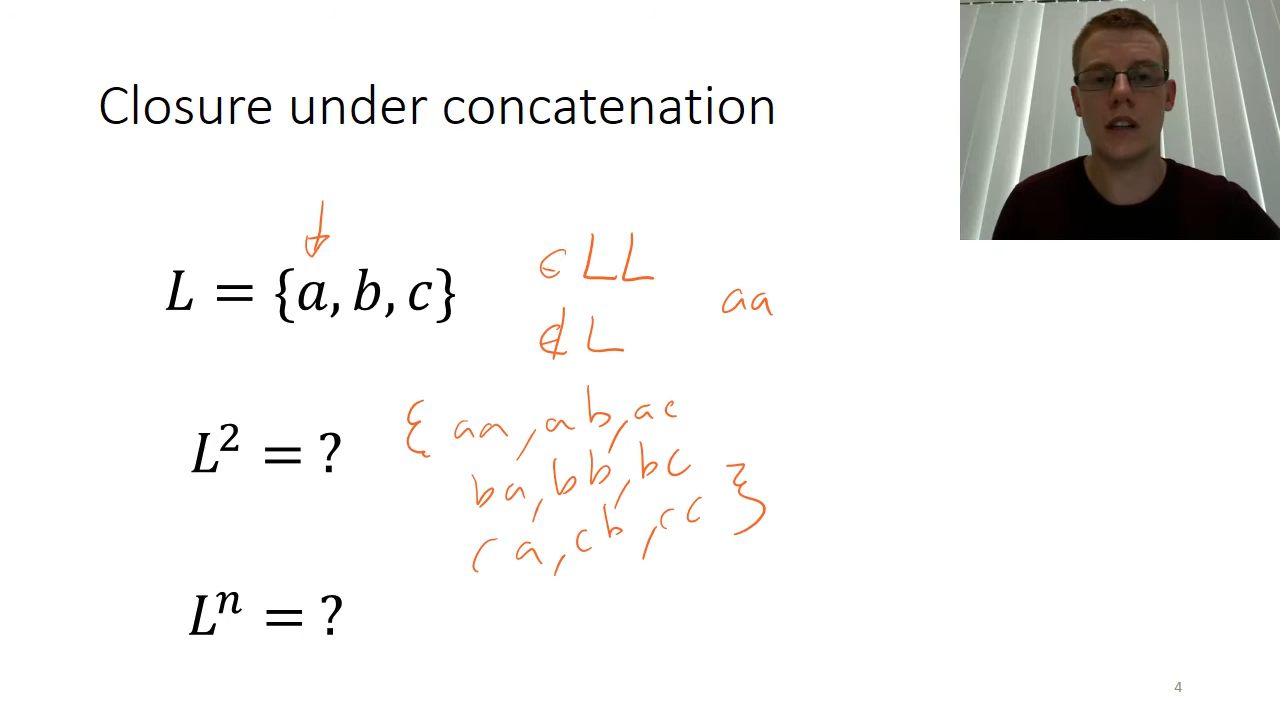 Closure under concatenation
L = {a, b, c}
∈ LL
aa
∉ L
L² = ?
{ aa, ab, ac
ba, bb, bc
ca, cb, cc }
Lⁿ = ?
4